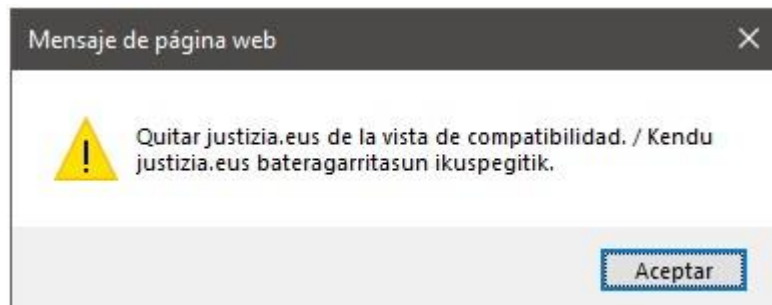 Mensaje de página web
Quitar justizia.eus de la vista de compatibilidad. / Kendu
justizia.eus bateragarritasun ikuspegitik.
Aceptar